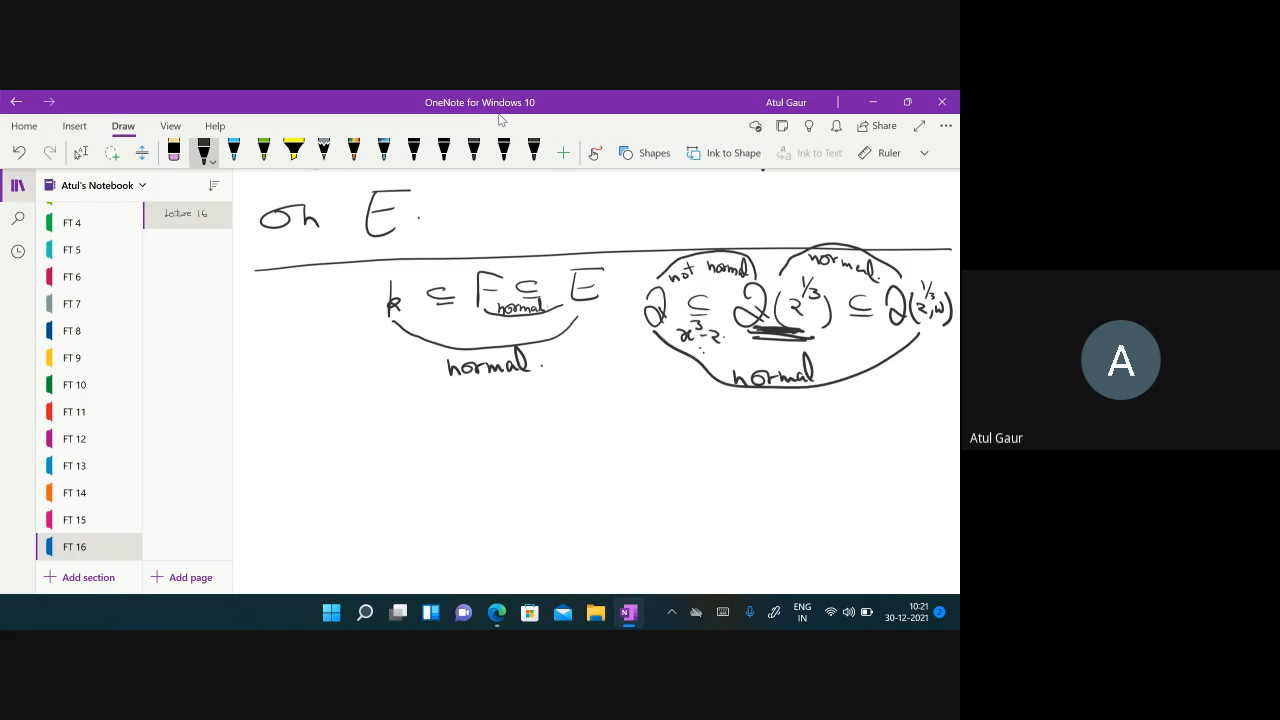 OneNote for Windows 10
Atul Gaur
Home Insert Draw View Help
Share
Shapes Ink to Shape Ink to Text Ruler
Atul's Notebook
Lecture 16
FT 4
FT 5
FT 6
FT 7
FT 8
FT 9
FT 10
FT 11
FT 12
FT 13
FT 14
FT 15
FT 16
Add section Add page
on E.
k ⊆ F ⊆ E
normal
normal.
not normal normal.
Q ⊆ Q(2^{1/3}) ⊆ Q(2^{1/3}, ω)
x³-2
normal
ENG
IN
10:21
30-12-2021
2
A
Atul Gaur